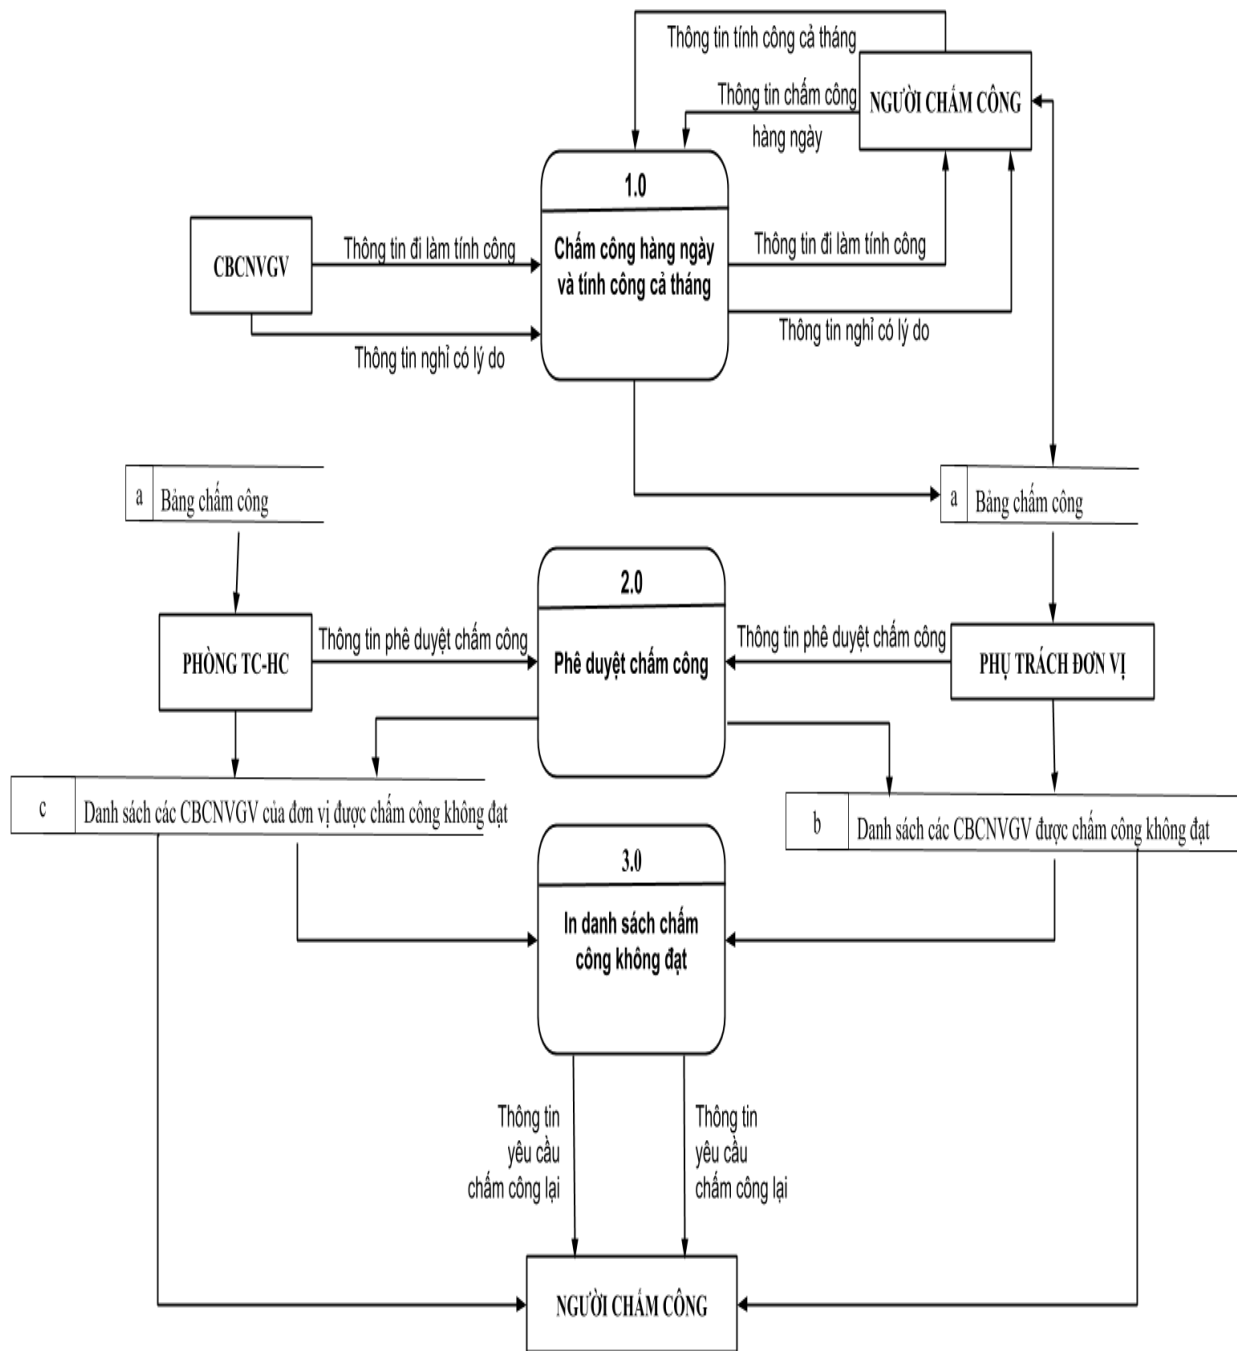 Thông tin tính công cả tháng
Thông tin chấm công
hàng ngày
NGƯỜI CHẤM CÔNG
1.0
Chấm công hàng ngày
và tính công cả tháng
CBCNVGV
Thông tin đi làm tính công
Thông tin đi làm tính công
Thông tin nghỉ có lý do
Thông tin nghỉ có lý do
a Bảng chấm công
a Bảng chấm công
2.0
Phê duyệt chấm công
PHÒNG TC-HC
Thông tin phê duyệt chấm công
Thông tin phê duyệt chấm công
PHỤ TRÁCH ĐƠN VỊ
c Danh sách các CBCNVGV của đơn vị được chấm công không đạt
b Danh sách các CBCNVGV được chấm công không đạt
3.0
In danh sách chấm
công không đạt
Thông tin
yêu cầu
chấm công lại
Thông tin
yêu cầu
chấm công lại
NGƯỜI CHẤM CÔNG